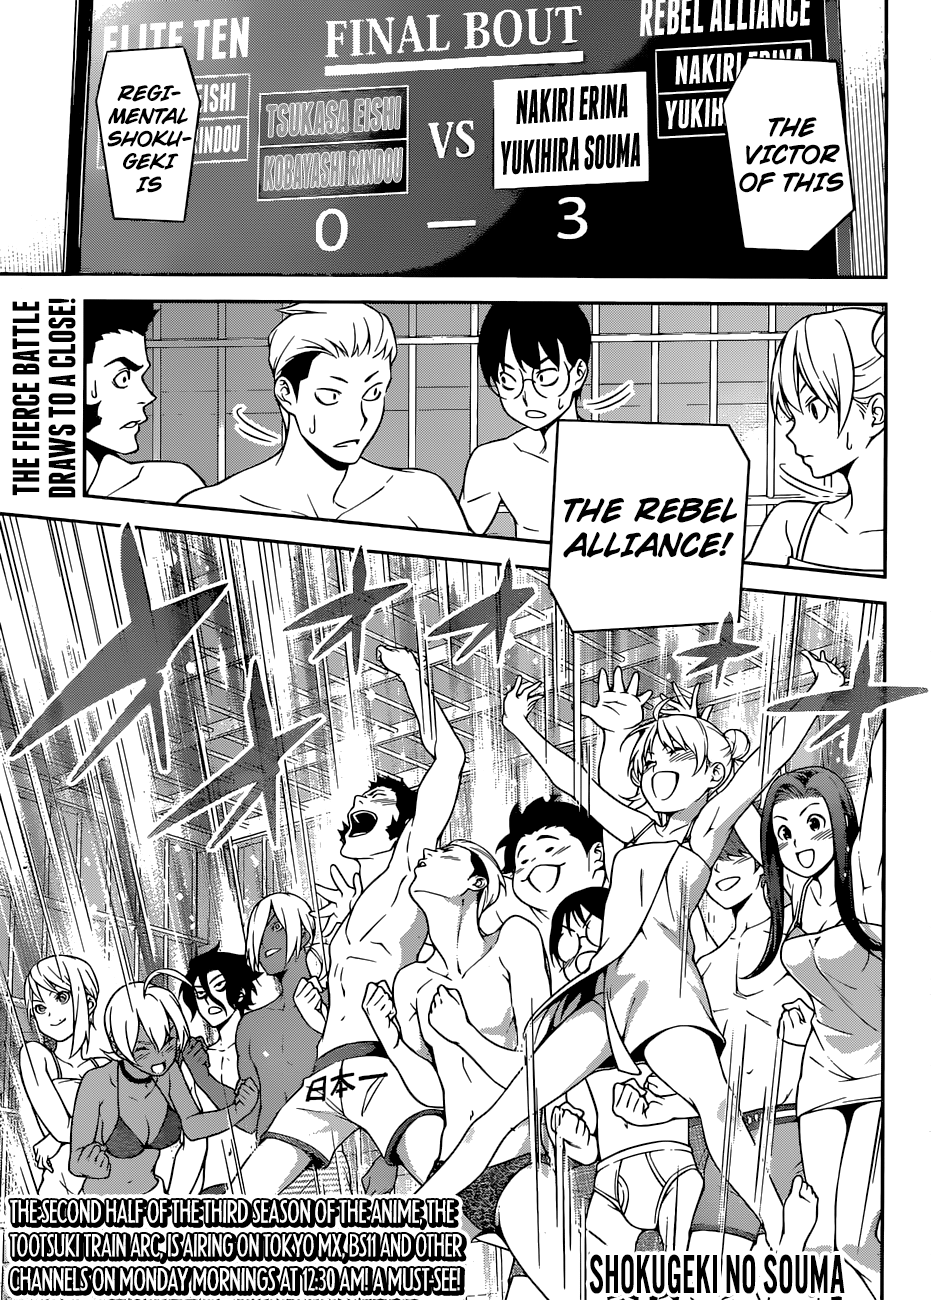 ELITE TEN
FINAL BOUT
REBEL ALLIANCE
EISHI
RINDOU
TSUKASA EISHI
KOBAYASHI RINDOU
VS
NAKIRI ERINA
YUKIHIRA SOUMA
NAKIRI ERINA
YUKIH
0 — 3
THE
VICTOR
OF THIS
REGI-
MENTAL
SHOKU-
GEKI
IS
THE FIERCE BATTLE
DRAWS TO A CLOSE!
THE REBEL
ALLIANCE!
日本一
THE SECOND HALF OF THE THIRD SEASON OF THE ANIME, THE
TOOTSUKI TRAIN ARC, IS AIRING ON TOKYO MX, BS11 AND OTHER
CHANNELS ON MONDAY MORNINGS AT 12:30 AM! A MUST-SEE!
SHOKUGEKI NO SOUMA